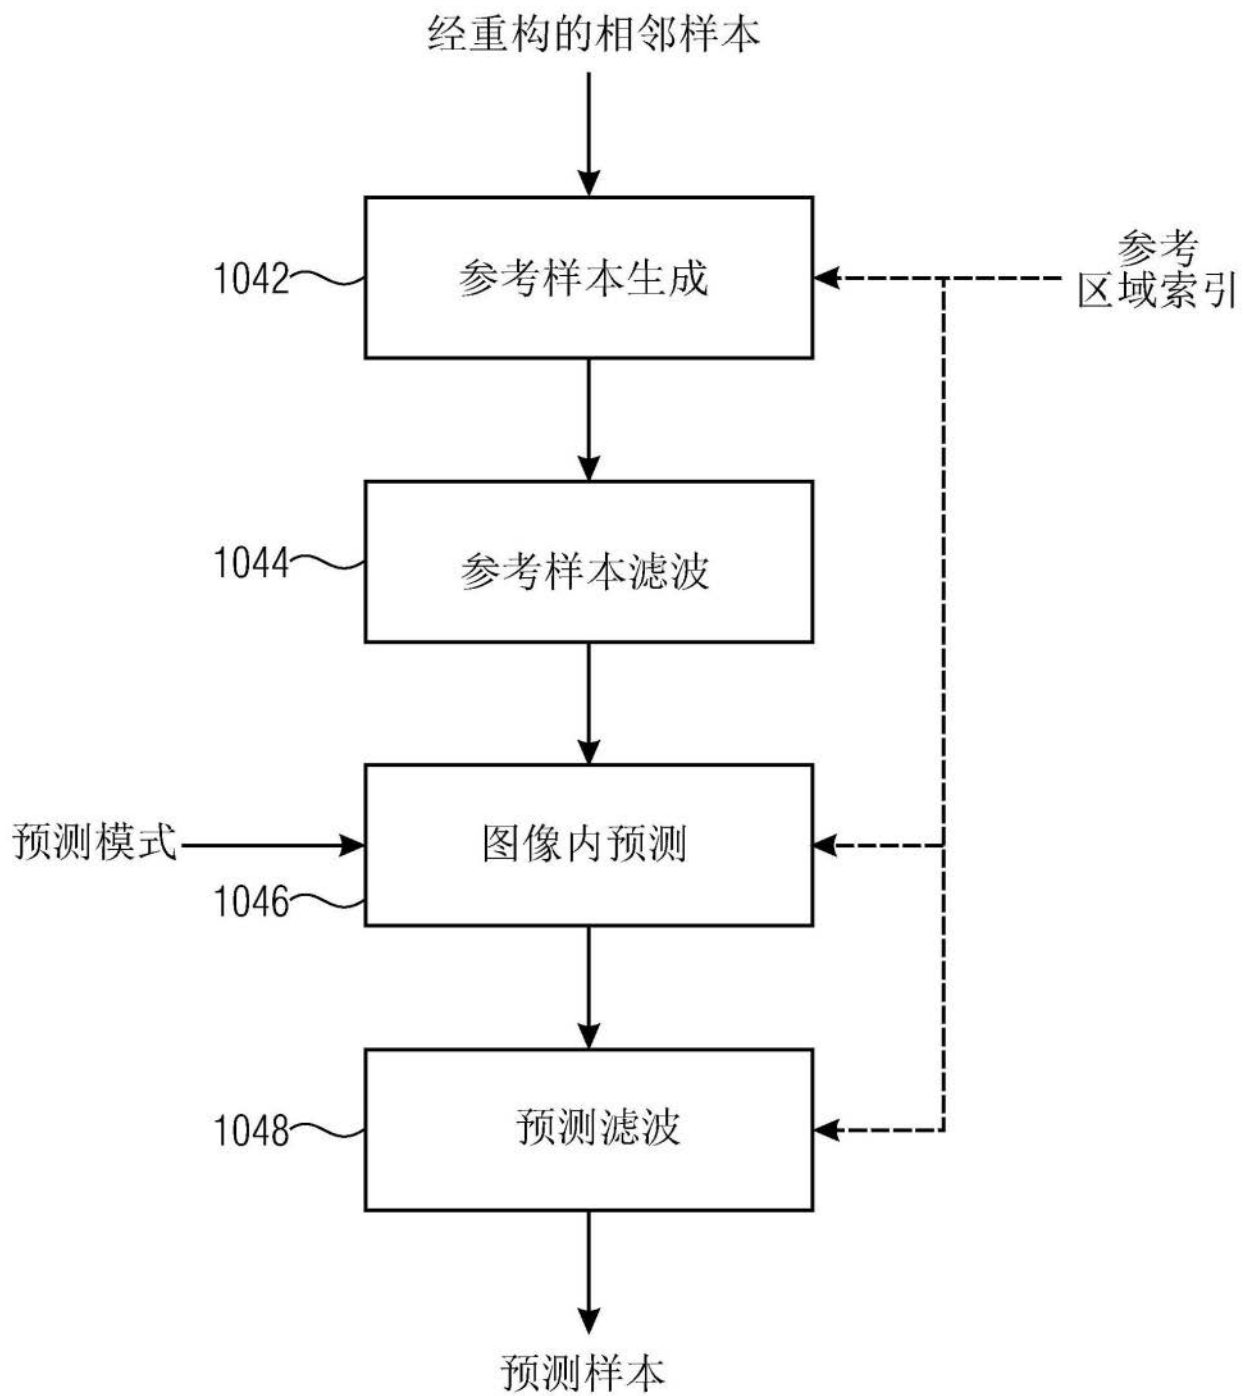 经重构的相邻样本
1042
参考样本生成
参考
区域索引
1044
参考样本滤波
预测模式
图像内预测
1046
1048
预测滤波
预测样本